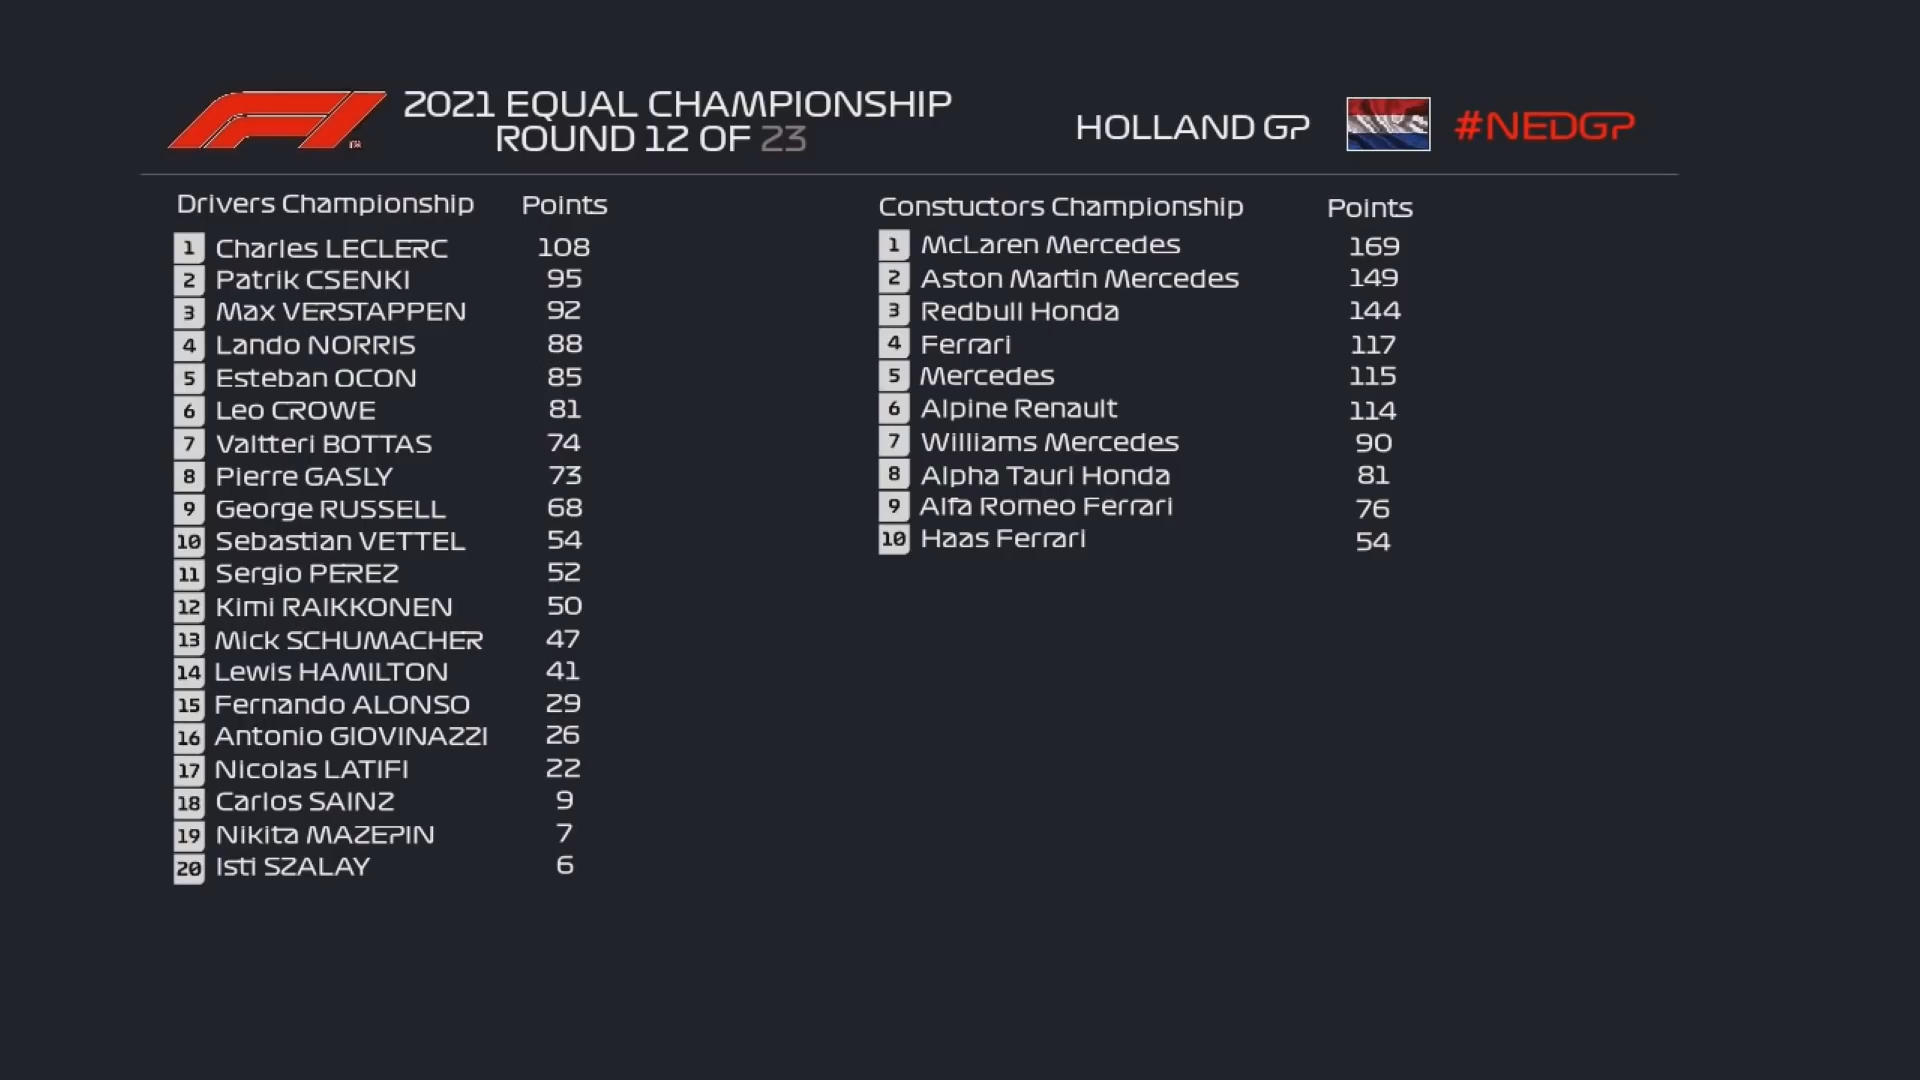 F1
2021 EQUAL CHAMPIONSHIP
ROUND 12 OF 23
HOLLAND GP
#NEDGP
Drivers Championship Points
1 Charles LECLERC 108
2 Patrik CSENKI 95
3 Max VERSTAPPEN 92
4 Lando NORRIS 88
5 Esteban OCON 85
6 Leo CROWE 81
7 Valtteri BOTTAS 74
8 Pierre GASLY 73
9 George RUSSELL 68
10 Sebastian VETTEL 54
11 Sergio PEREZ 52
12 Kimi RAIKKONEN 50
13 Mick SCHUMACHER 47
14 Lewis HAMILTON 41
15 Fernando ALONSO 29
16 Antonio GIOVINAZZI 26
17 Nicolas LATIFI 22
18 Carlos SAINZ 9
19 Nikita MAZEPIN 7
20 Isti SZALAY 6
Constuctors Championship Points
1 McLaren Mercedes 169
2 Aston Martin Mercedes 149
3 Redbull Honda 144
4 Ferrari 117
5 Mercedes 115
6 Alpine Renault 114
7 Williams Mercedes 90
8 Alpha Tauri Honda 81
9 Alfa Romeo Ferrari 76
10 Haas Ferrari 54